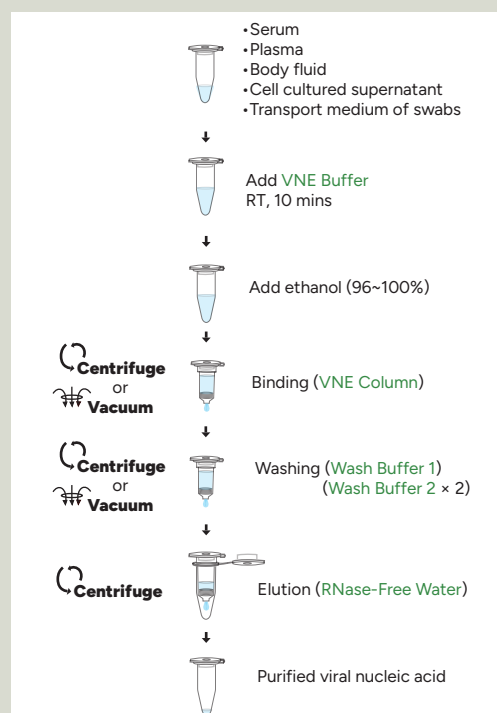 •Serum
•Plasma
•Body fluid
•Cell cultured supernatant
•Transport medium of swabs
Add VNE Buffer
RT, 10 mins
Add ethanol (96~100%)
Centrifuge
or
Vacuum
Binding (VNE Column)
Centrifuge
or
Vacuum
Washing (Wash Buffer 1)
(Wash Buffer 2 × 2)
Centrifuge
Elution (RNase-Free Water)
Purified viral nucleic acid